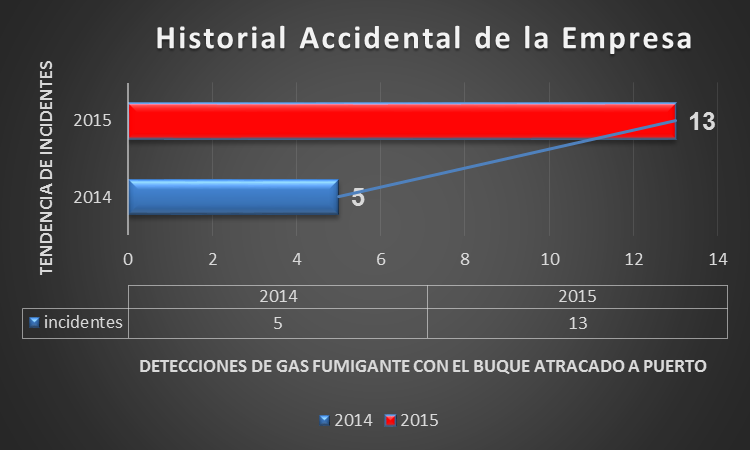 Historial Accidental de la Empresa
TENDENCIA DE INCIDENTES
2015
13
2014
5
0 2 4 6 8 10 12 14
2014 2015
incidentes 5 13
DETECCIONES DE GAS FUMIGANTE CON EL BUQUE ATRACADO A PUERTO
2014 2015